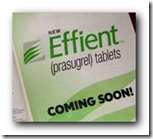 NEW
Effient
(prasugrel) tablets
COMING SOON!